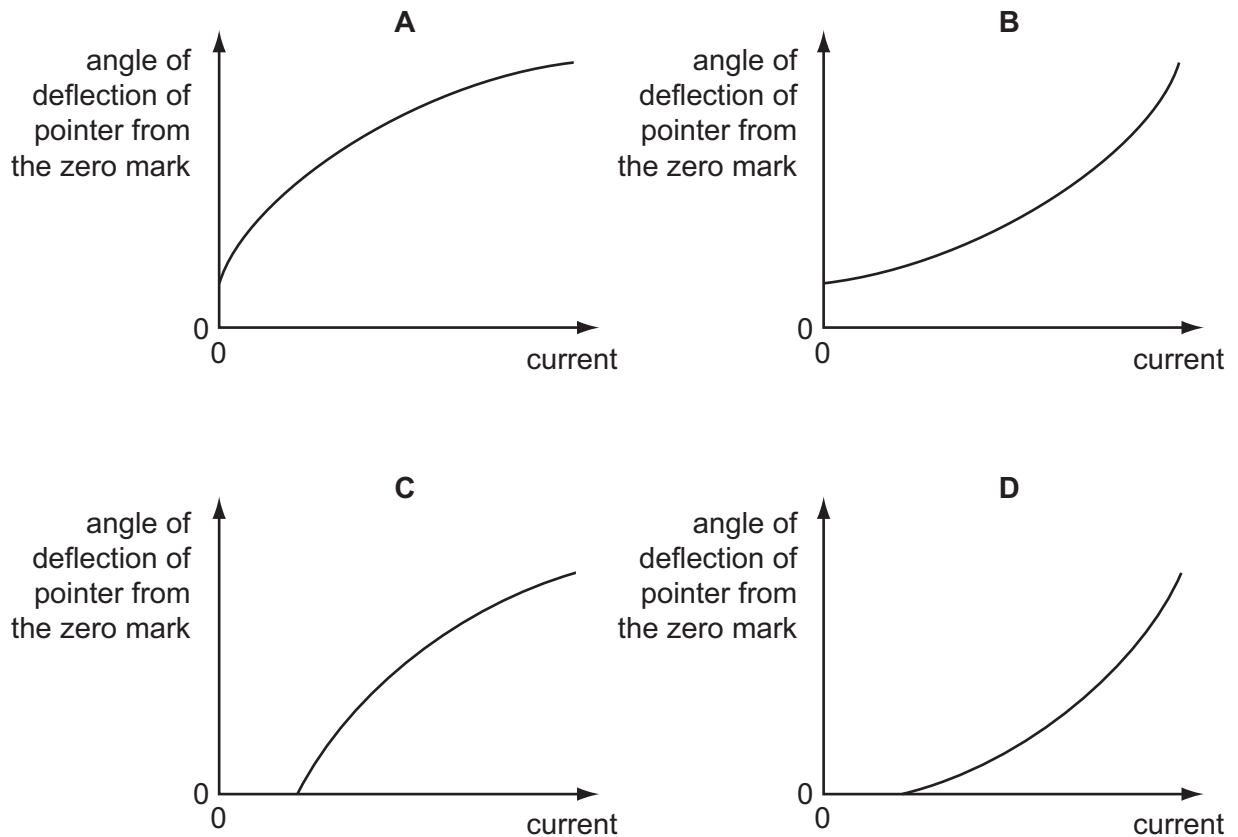 A
angle of
deflection of
pointer from
the zero mark
0
0
current
B
angle of
deflection of
pointer from
the zero mark
0
0
current
C
angle of
deflection of
pointer from
the zero mark
0
0
current
D
angle of
deflection of
pointer from
the zero mark
0
0
current